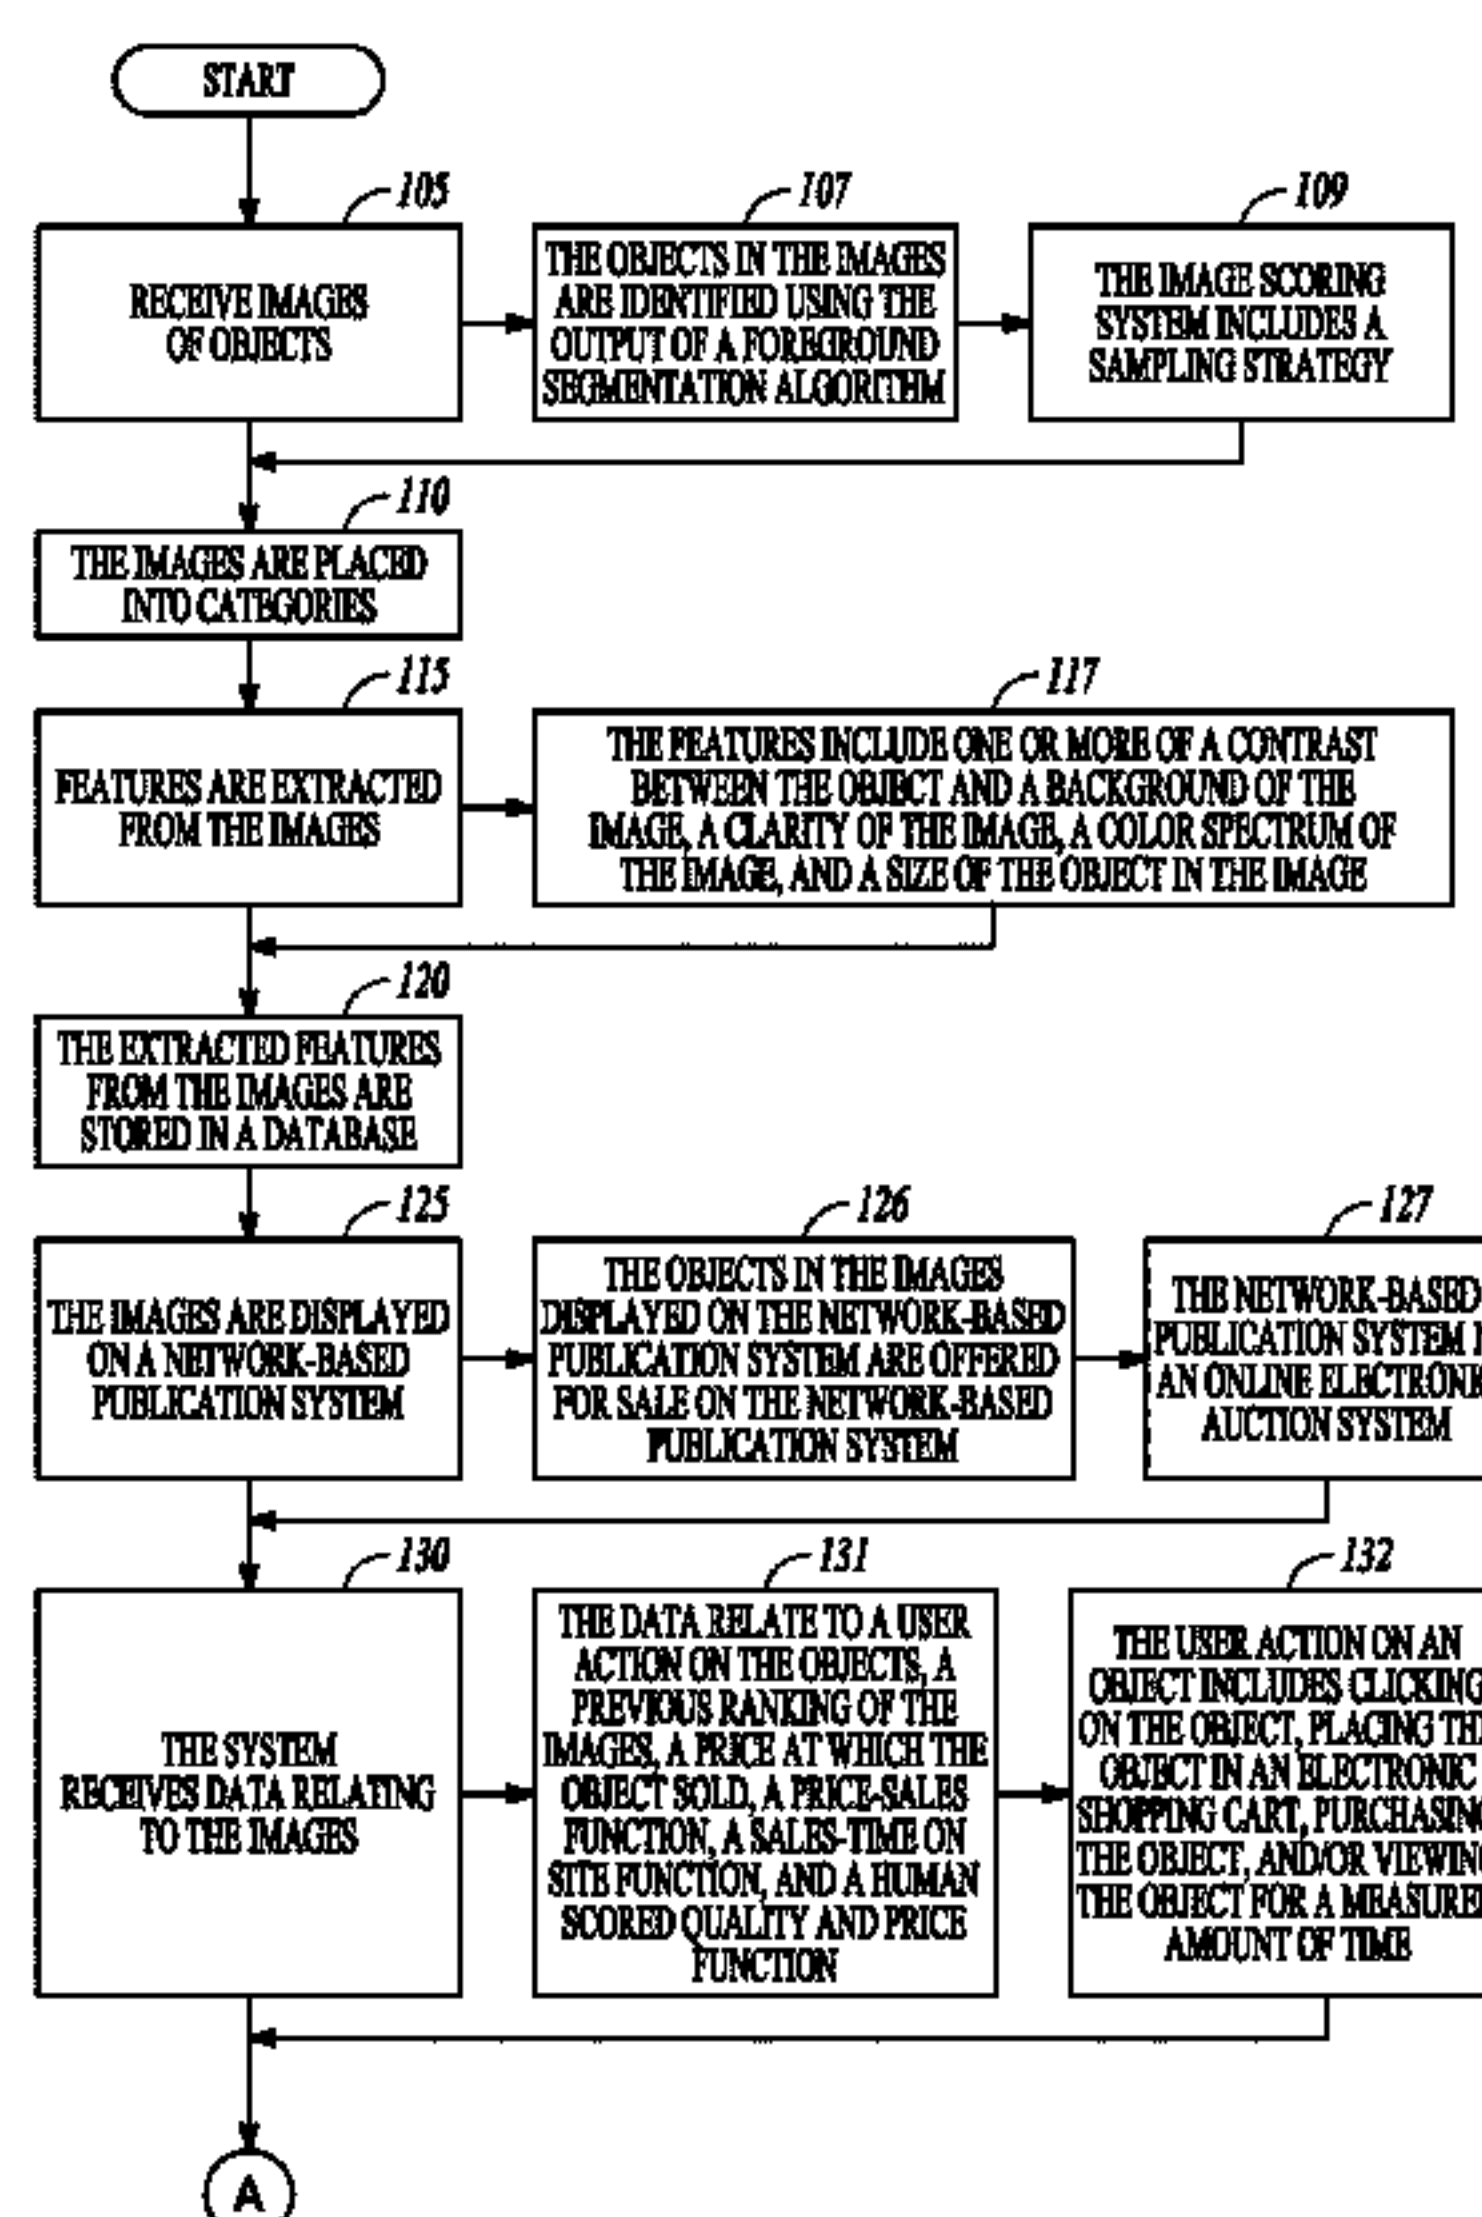 START
105
RECEIVE IMAGES
OF OBJECTS
107
THE OBJECTS IN THE IMAGES
ARE IDENTIFIED USING THE
OUTPUT OF A FOREGROUND
SEGMENTATION ALGORITHM
109
THE IMAGE SCORING
SYSTEM INCLUDES A
SAMPLING STRATEGY
110
THE IMAGES ARE PLACED
INTO CATEGORIES
115
FEATURES ARE EXTRACTED
FROM THE IMAGES
117
THE FEATURES INCLUDE ONE OR MORE OF A CONTRAST
BETWEEN THE OBJECT AND A BACKGROUND OF THE
IMAGE, A CLARITY OF THE IMAGE, A COLOR SPECTRUM OF
THE IMAGE, AND A SIZE OF THE OBJECT IN THE IMAGE
120
THE EXTRACTED FEATURES
FROM THE IMAGES ARE
STORED IN A DATABASE
125
THE IMAGES ARE DISPLAYED
ON A NETWORK-BASED
PUBLICATION SYSTEM
126
THE OBJECTS IN THE IMAGES
DISPLAYED ON THE NETWORK-BASED
PUBLICATION SYSTEM ARE OFFERED
FOR SALE ON THE NETWORK-BASED
PUBLICATION SYSTEM
127
THE NETWORK-BASED
PUBLICATION SYSTEM
AN ONLINE ELECTRONI
AUCTION SYSTEM
130
THE SYSTEM
RECEIVES DATA RELATING
TO THE IMAGES
131
THE DATA RELATE TO A USER
ACTION ON THE OBJECTS, A
PREVIOUS RANKING OF THE
IMAGES, A PRICE AT WHICH THE
OBJECT SOLD, A PRICE-SALES
FUNCTION, A SALES-TIME ON
SITE FUNCTION, AND A HUMAN
SCORED QUALITY AND PRICE
FUNCTION
132
THE USER ACTION ON AN
OBJECT INCLUDES CLICKING
ON THE OBJECT, PLACING TH
OBJECT IN AN ELECTRONIC
SHOPPING CART, PURCHASING
THE OBJECT, AND/OR VIEWING
THE OBJECT FOR A MEASURE
AMOUNT OF TIME
A